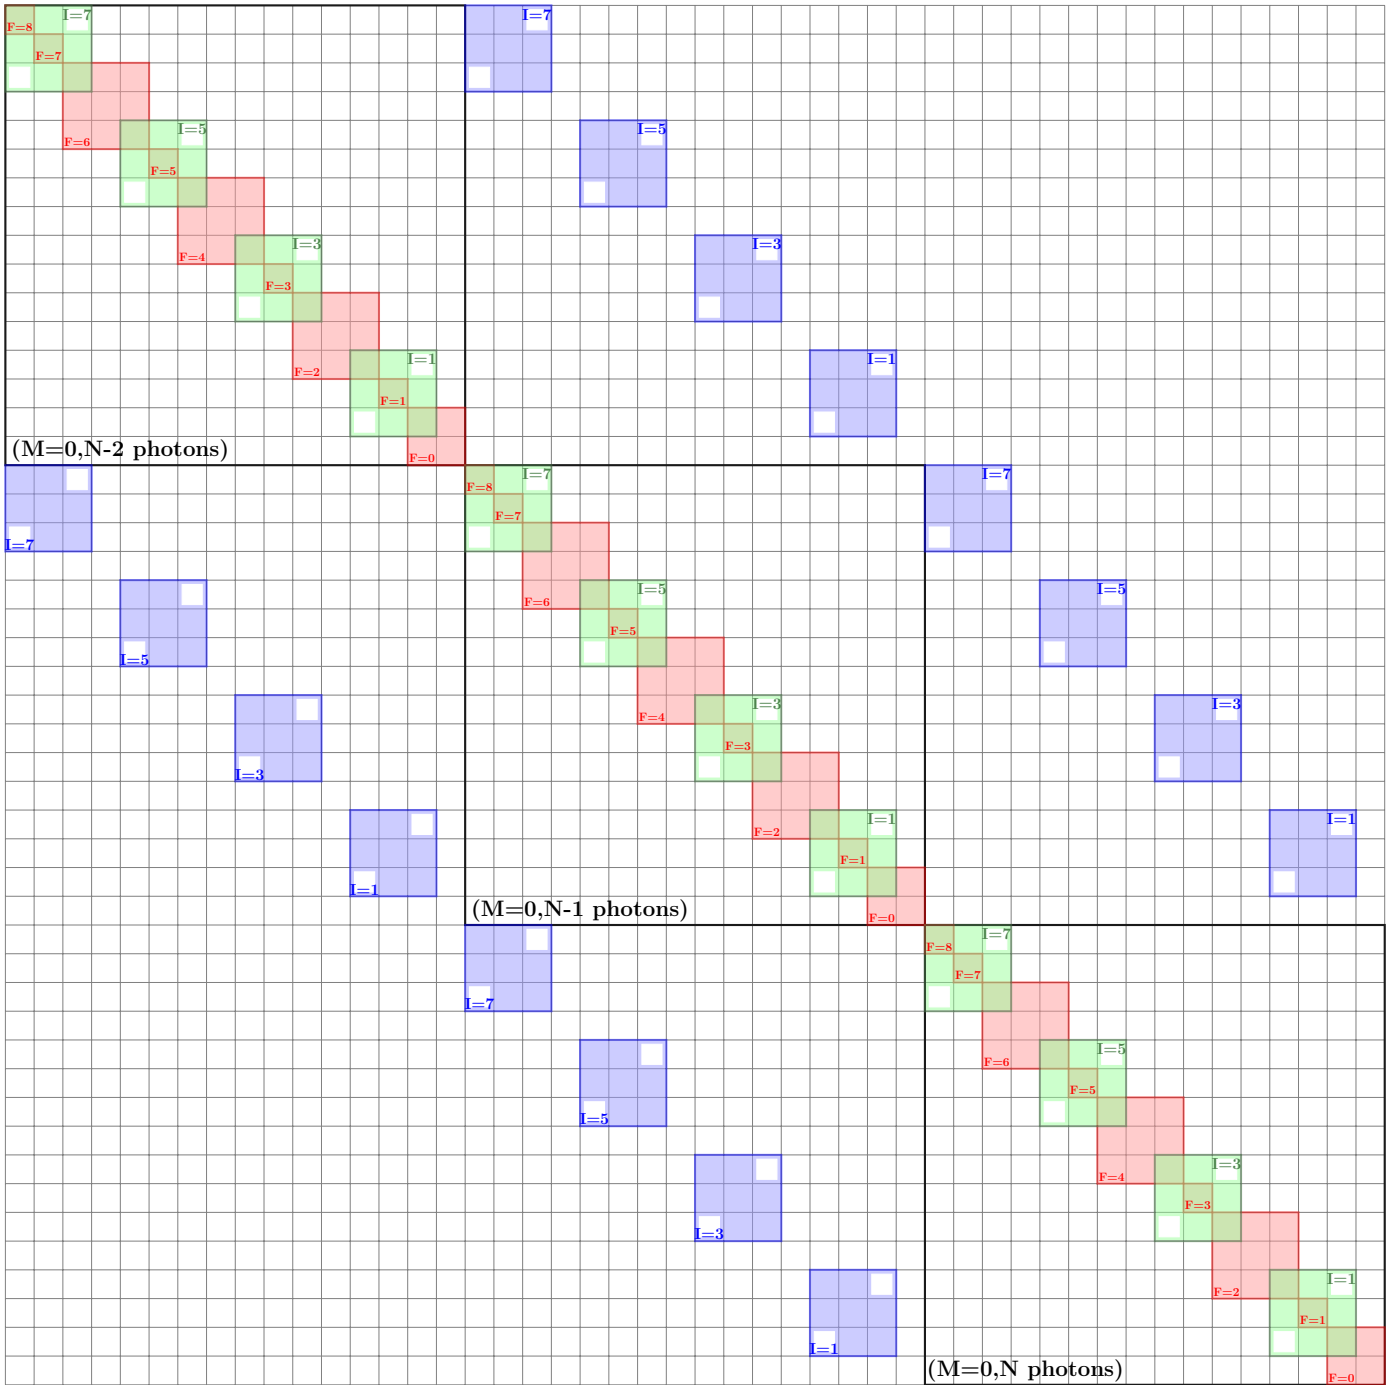 I=7 I=7
F=8
F=7
I=5 I=5
F=6
F=5
I=3 I=3
F=4
F=3
I=1 I=1
F=2
F=1
(M=0,N-2 photons) F=0
I=7 I=7
F=8
F=7
I=7
I=5 I=5
F=6
F=5
I=5
I=3 I=3
F=4
F=3
I=3
I=1 I=1
F=2
F=1
I=1
(M=0,N-1 photons) F=0
I=7
F=8
F=7
I=7
I=5
F=6
F=5
I=5
I=3
F=4
F=3
I=3
I=1
F=2
F=1
I=1
(M=0,N photons) F=0